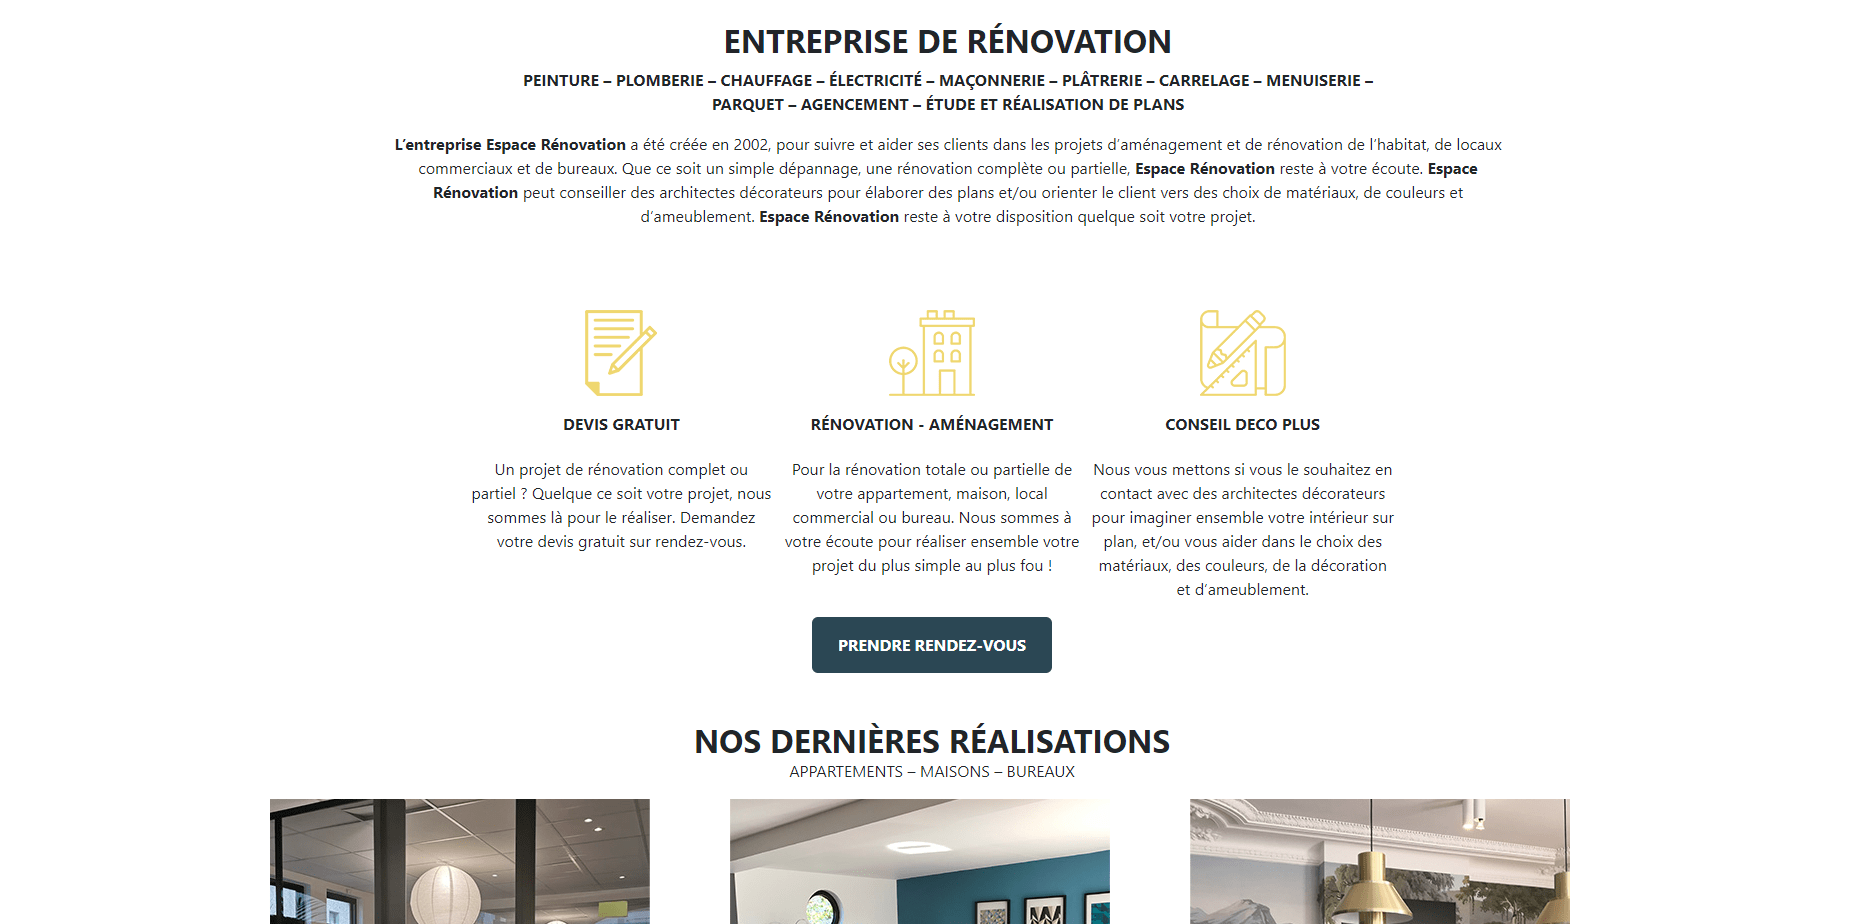 ENTREPRISE DE RÉNOVATION
PEINTURE – PLOMBERIE – CHAUFFAGE – ÉLECTRICITÉ – MAÇONNERIE – PLÂTRERIE – CARRELAGE – MENUISERIE –
PARQUET – AGENCEMENT – ÉTUDE ET RÉALISATION DE PLANS
L’entreprise Espace Rénovation a été créée en 2002, pour suivre et aider ses clients dans les projets d’aménagement et de rénovation de l’habitat, de locaux
commerciaux et de bureaux. Que ce soit un simple dépannage, une rénovation complète ou partielle, Espace Rénovation reste à votre écoute. Espace
Rénovation peut conseiller des architectes décorateurs pour élaborer des plans et/ou orienter le client vers des choix de matériaux, de couleurs et
d’ameublement. Espace Rénovation reste à votre disposition quelque soit votre projet.
DEVIS GRATUIT
Un projet de rénovation complet ou
partiel ? Quelque ce soit votre projet, nous
sommes là pour le réaliser. Demandez
votre devis gratuit sur rendez-vous.
RÉNOVATION - AMÉNAGEMENT
Pour la rénovation totale ou partielle de
votre appartement, maison, local
commercial ou bureau. Nous sommes à
votre écoute pour réaliser ensemble votre
projet du plus simple au plus fou !
CONSEIL DECO PLUS
Nous vous mettons si vous le souhaitez en
contact avec des architectes décorateurs
pour imaginer ensemble votre intérieur sur
plan, et/ou vous aider dans le choix des
matériaux, des couleurs, de la décoration
et d’ameublement.
PRENDRE RENDEZ-VOUS
NOS DERNIÈRES RÉALISATIONS
APPARTEMENTS – MAISONS – BUREAUX